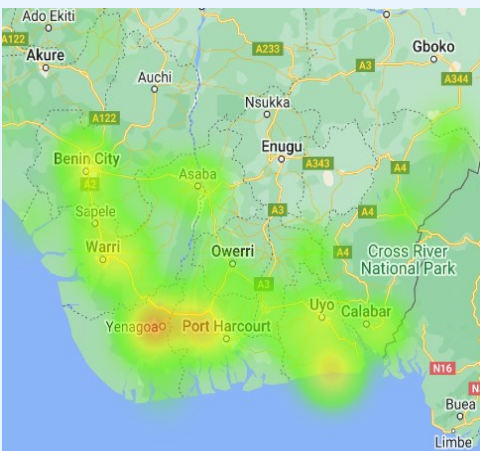 Ado Ekiti
A122
Akure
A233
A3
Gboko
A344
Auchi
Nsukka
A122
Enugu
A343
Benin City
A2
Asaba
A4
Sapele
A3
A4
Warri
Owerri
A4
Cross River
National Park
A3
Uyo
Calabar
Yenagoa
Port Harcourt
N16
N
Buea
Limbe